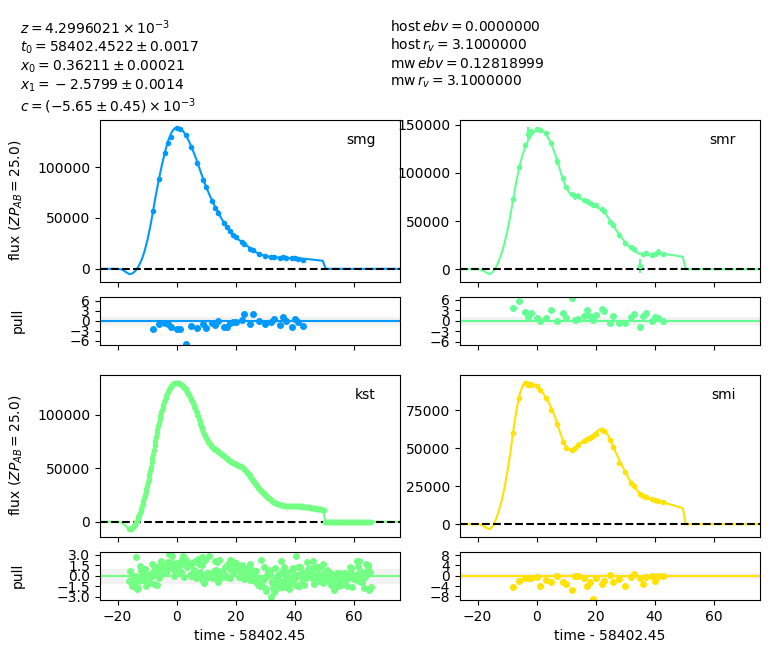 z = 4.2996021 × 10⁻³
t₀ = 58402.4522 ± 0.0017
x₀ = 0.36211 ± 0.00021
x₁ = −2.5799 ± 0.0014
c = (−5.65 ± 0.45) × 10⁻³
host ebv = 0.0000000
host r_v = 3.1000000
mw ebv = 0.12818999
mw r_v = 3.1000000
flux (ZP_AB = 25.0)
100000
50000
0
smg
150000
100000
50000
0
smr
pull
6
3
0
−3
−6
6
3
0
−3
−6
flux (ZP_AB = 25.0)
100000
50000
0
kst
75000
50000
25000
0
smi
pull
3.0
1.5
0.0
−1.5
−3.0
8
4
0
−4
−8
−20 0 20 40 60
−20 0 20 40 60
time - 58402.45
time - 58402.45